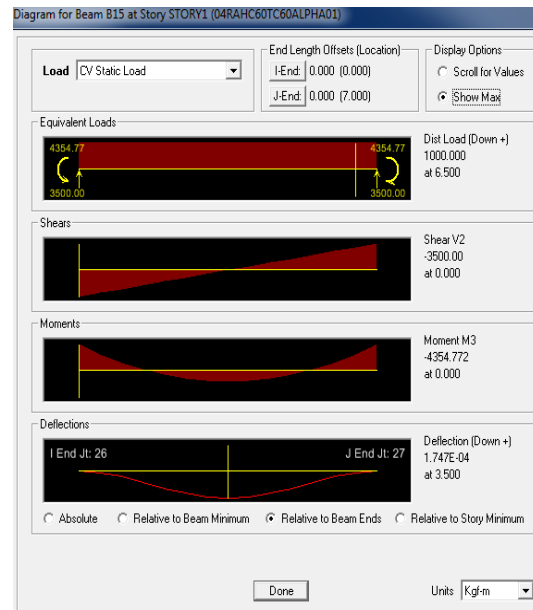 Diagram for Beam B15 at Story STORY1 (04RAHC60TC60ALPHA01)
Load CV Static Load
End Length Offsets (Location)
I-End: 0.000 (0.000)
J-End: 0.000 (7.000)
Display Options
Scroll for Values
Show Max
Equivalent Loads
4354.77 4354.77
3500.00 3500.00
Dist Load (Down +)
1000.000
at 6.500
Shears
Shear V2
-3500.00
at 0.000
Moments
Moment M3
-4354.772
at 0.000
Deflections
I End Jt: 26 J End Jt: 27
Deflection (Down +)
1.747E-04
at 3.500
Absolute Relative to Beam Minimum Relative to Beam Ends Relative to Story Minimum
Done Units Kgf-m